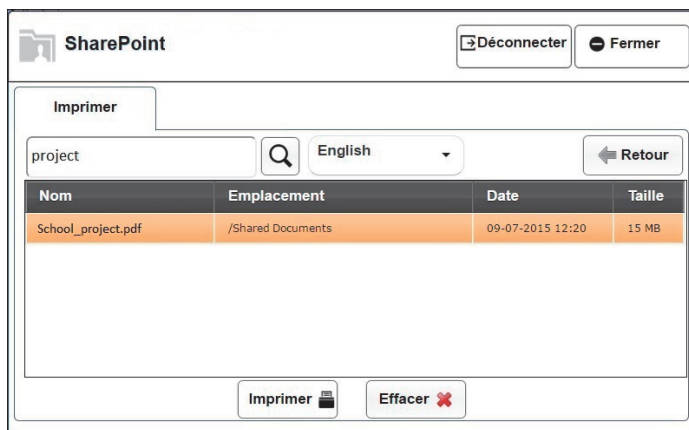 SharePoint Déconnecter Fermer
Imprimer
project English Retour
Nom Emplacement Date Taille
School_project.pdf /Shared Documents 09-07-2015 12:20 15 MB
Imprimer Effacer